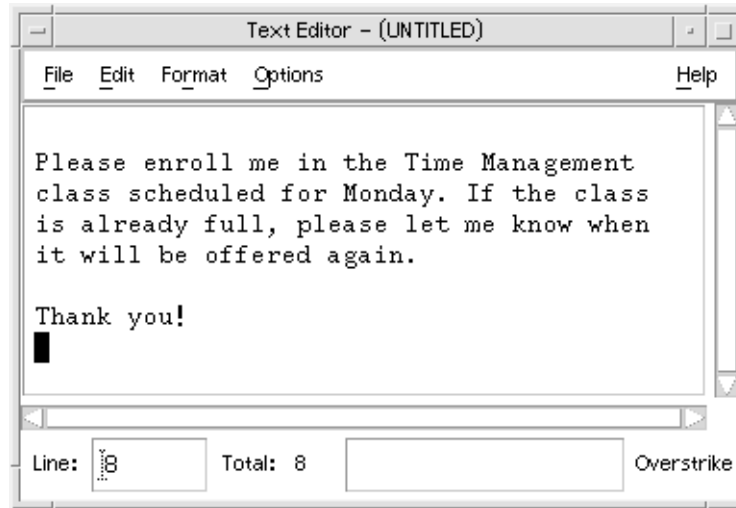 Text Editor – (UNTITLED)
File Edit Format Options Help
Please enroll me in the Time Management
class scheduled for Monday. If the class
is already full, please let me know when
it will be offered again.
Thank you!
Line: 8 Total: 8 Overstrike